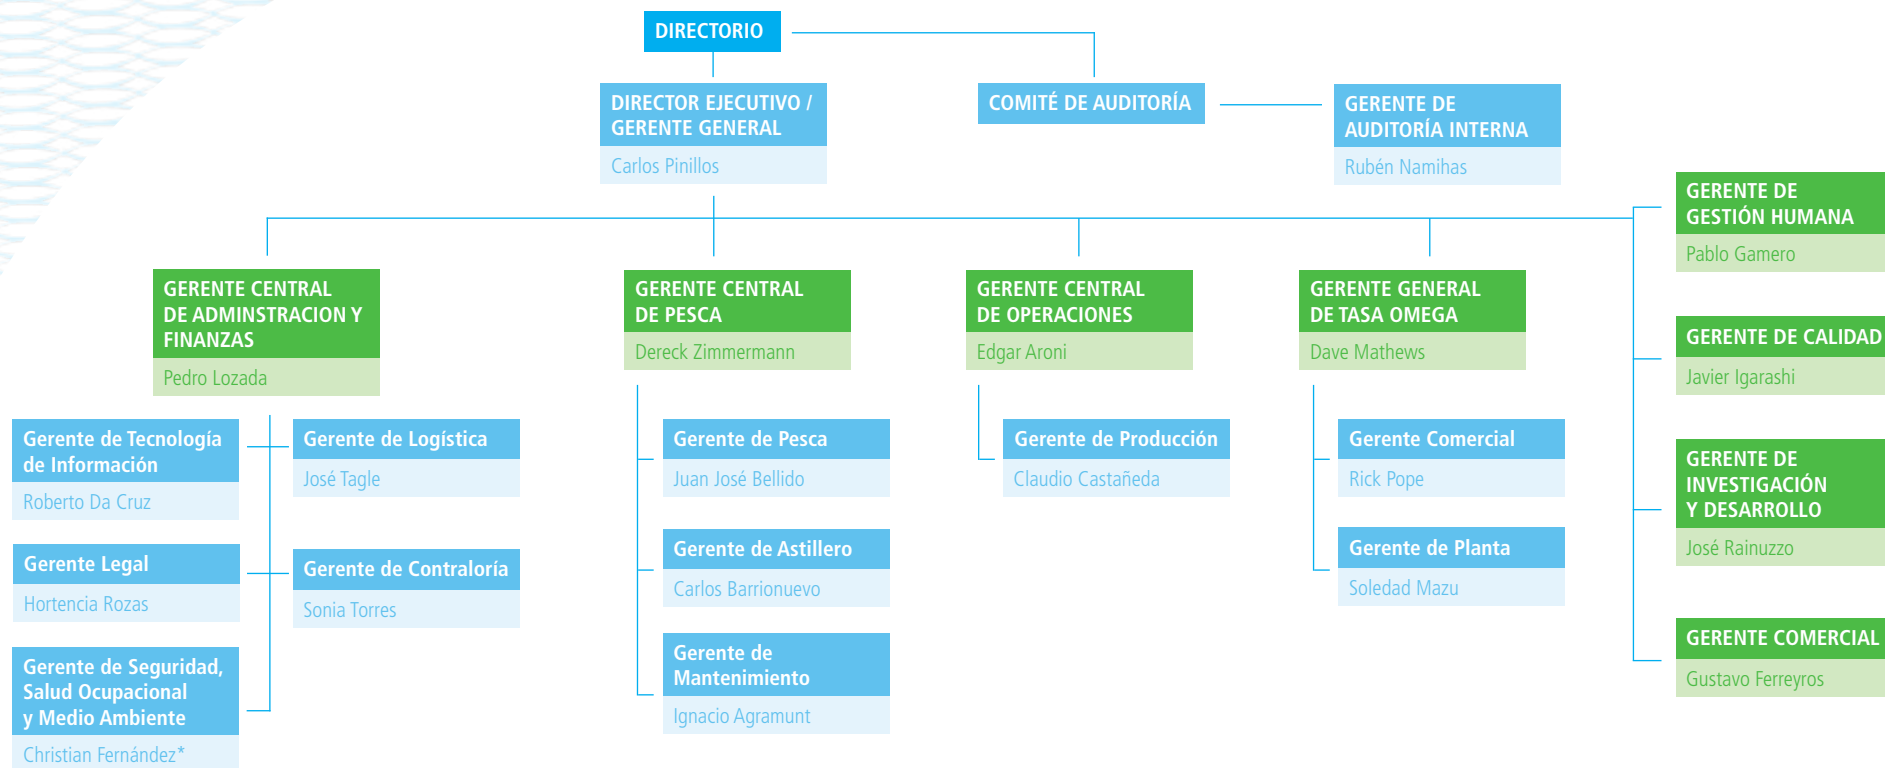 DIRECTORIO
DIRECTOR EJECUTIVO /
GERENTE GENERAL
Carlos Pinillos
COMITÉ DE AUDITORÍA
GERENTE DE
AUDITORÍA INTERNA
Rubén Namihas
GERENTE CENTRAL
DE ADMINSTRACION Y
FINANZAS
Pedro Lozada
Gerente de Tecnología
de Información
Roberto Da Cruz
Gerente de Logística
José Tagle
Gerente Legal
Hortencia Rozas
Gerente de Contraloría
Sonia Torres
Gerente de Seguridad,
Salud Ocupacional
y Medio Ambiente
Christian Fernández*
GERENTE CENTRAL
DE PESCA
Dereck Zimmermann
Gerente de Pesca
Juan José Bellido
Gerente de Astillero
Carlos Barrionuevo
Gerente de
Mantenimiento
Ignacio Agramunt
GERENTE CENTRAL
DE OPERACIONES
Edgar Aroni
Gerente de Producción
Claudio Castañeda
GERENTE GENERAL
DE TASA OMEGA
Dave Mathews
Gerente Comercial
Rick Pope
Gerente de Planta
Soledad Mazu
GERENTE DE
GESTIÓN HUMANA
Pablo Gamero
GERENTE DE CALIDAD
Javier Igarashi
GERENTE DE
INVESTIGACIÓN
Y DESARROLLO
José Rainuzzo
GERENTE COMERCIAL
Gustavo Ferreyros